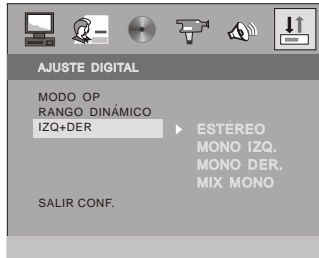 AJUSTE DIGITAL
MODO OP
RANGO DINÁMICO
IZQ+DER
ESTÉREO
MONO IZQ.
MONO DER.
MIX MONO
SALIR CONF.